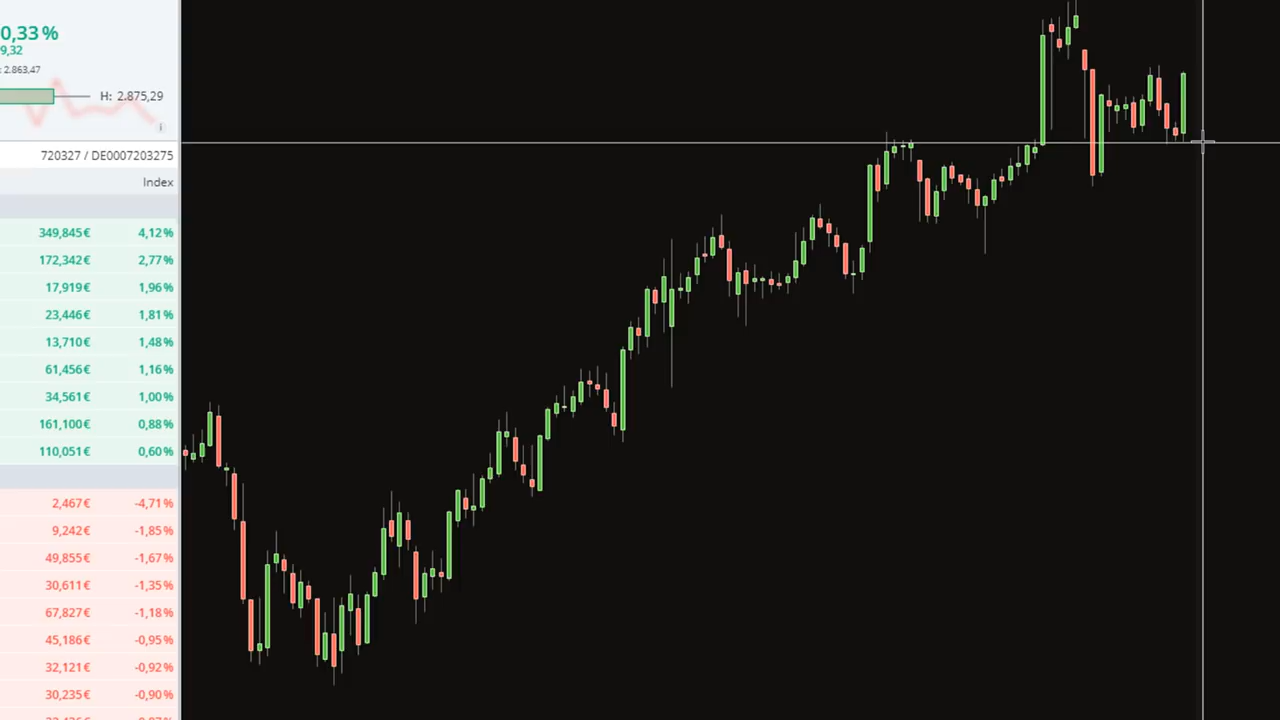 0,33 %
9,32
: 2.863,47
H: 2.875,29
i
720327 / DE0007203275
Index
349,845 € 4,12 %
172,342 € 2,77 %
17,919 € 1,96 %
23,446 € 1,81 %
13,710 € 1,48 %
61,456 € 1,16 %
34,561 € 1,00 %
161,100 € 0,88 %
110,051 € 0,60 %
2,467 € -4,71 %
9,242 € -1,85 %
49,855 € -1,67 %
30,611 € -1,35 %
67,827 € -1,18 %
45,186 € -0,95 %
32,121 € -0,92 %
30,235 € -0,90 %